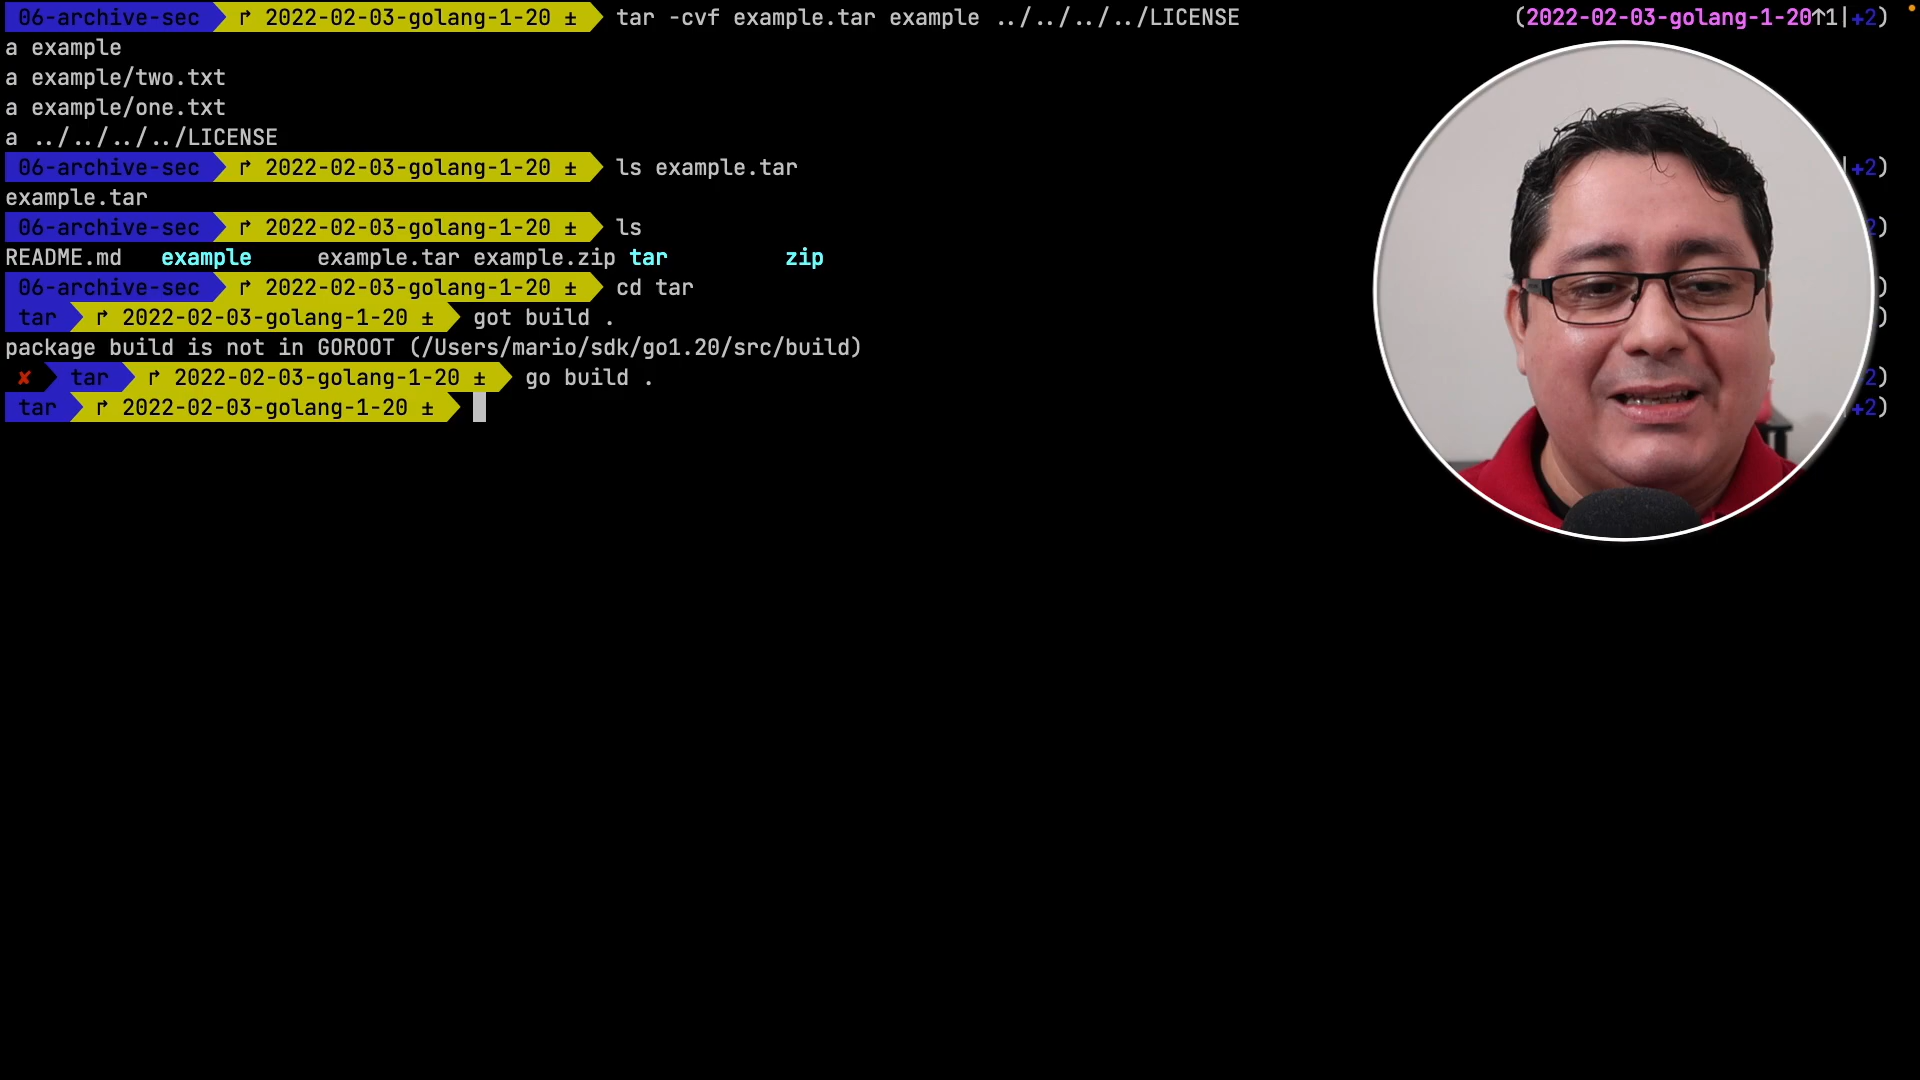 06-archive-sec ↱ 2022-02-03-golang-1-20 ± tar -cvf example.tar example ../../../../LICENSE (2022-02-03-golang-1-20↑1|+2)
a example
a example/two.txt
a example/one.txt
a ../../../../LICENSE
06-archive-sec ↱ 2022-02-03-golang-1-20 ± ls example.tar |+2)
example.tar
06-archive-sec ↱ 2022-02-03-golang-1-20 ± ls 2)
README.md example example.tar example.zip tar zip
06-archive-sec ↱ 2022-02-03-golang-1-20 ± cd tar )
tar ↱ 2022-02-03-golang-1-20 ± got build . )
package build is not in GOROOT (/Users/mario/sdk/go1.20/src/build)
✘ tar ↱ 2022-02-03-golang-1-20 ± go build . 2)
tar ↱ 2022-02-03-golang-1-20 ± |+2)